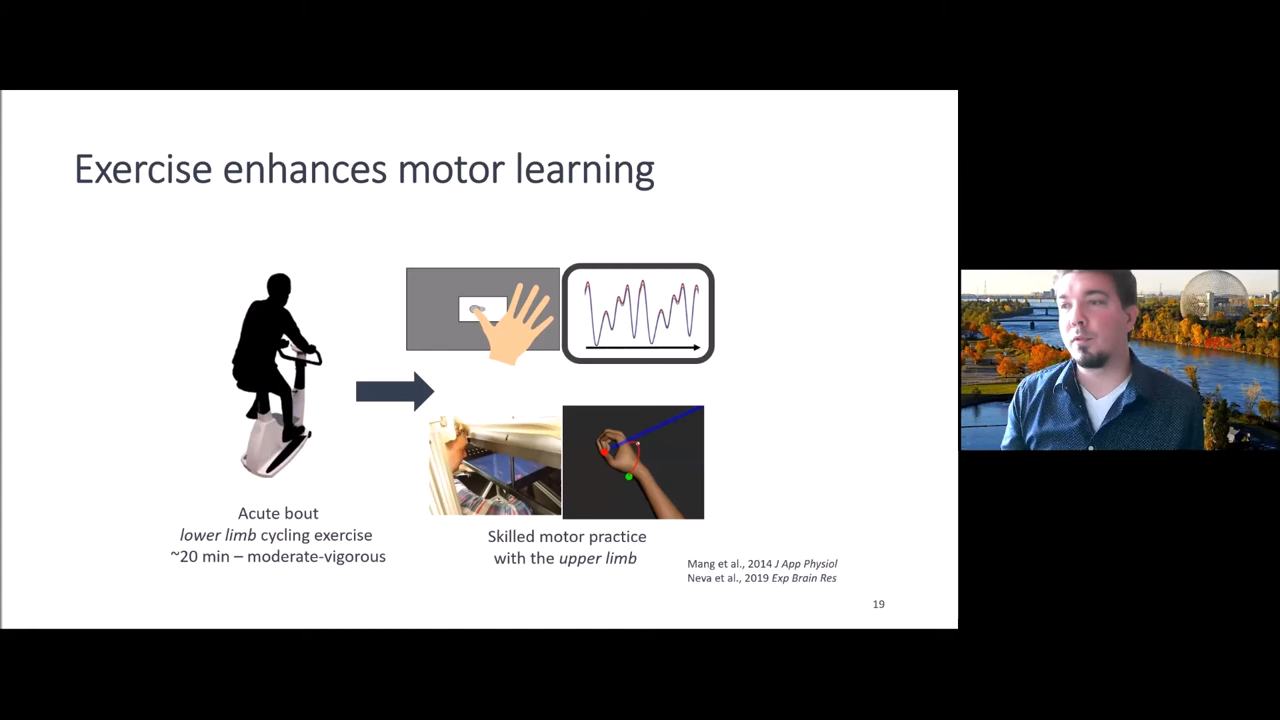 Exercise enhances motor learning
Acute bout
lower limb cycling exercise
~20 min – moderate-vigorous
Skilled motor practice
with the upper limb
Mang et al., 2014 J App Physiol
Neva et al., 2019 Exp Brain Res
19